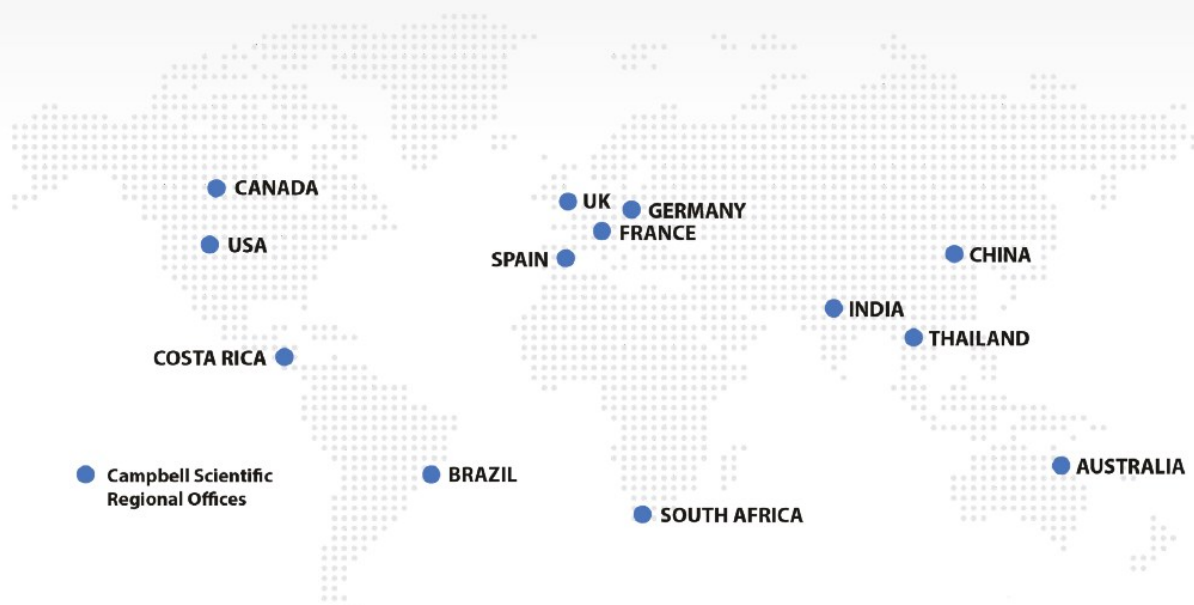 CANADA
UK
GERMANY
FRANCE
USA
SPAIN
CHINA
INDIA
THAILAND
COSTA RICA
Campbell Scientific
Regional Offices
BRAZIL
AUSTRALIA
SOUTH AFRICA